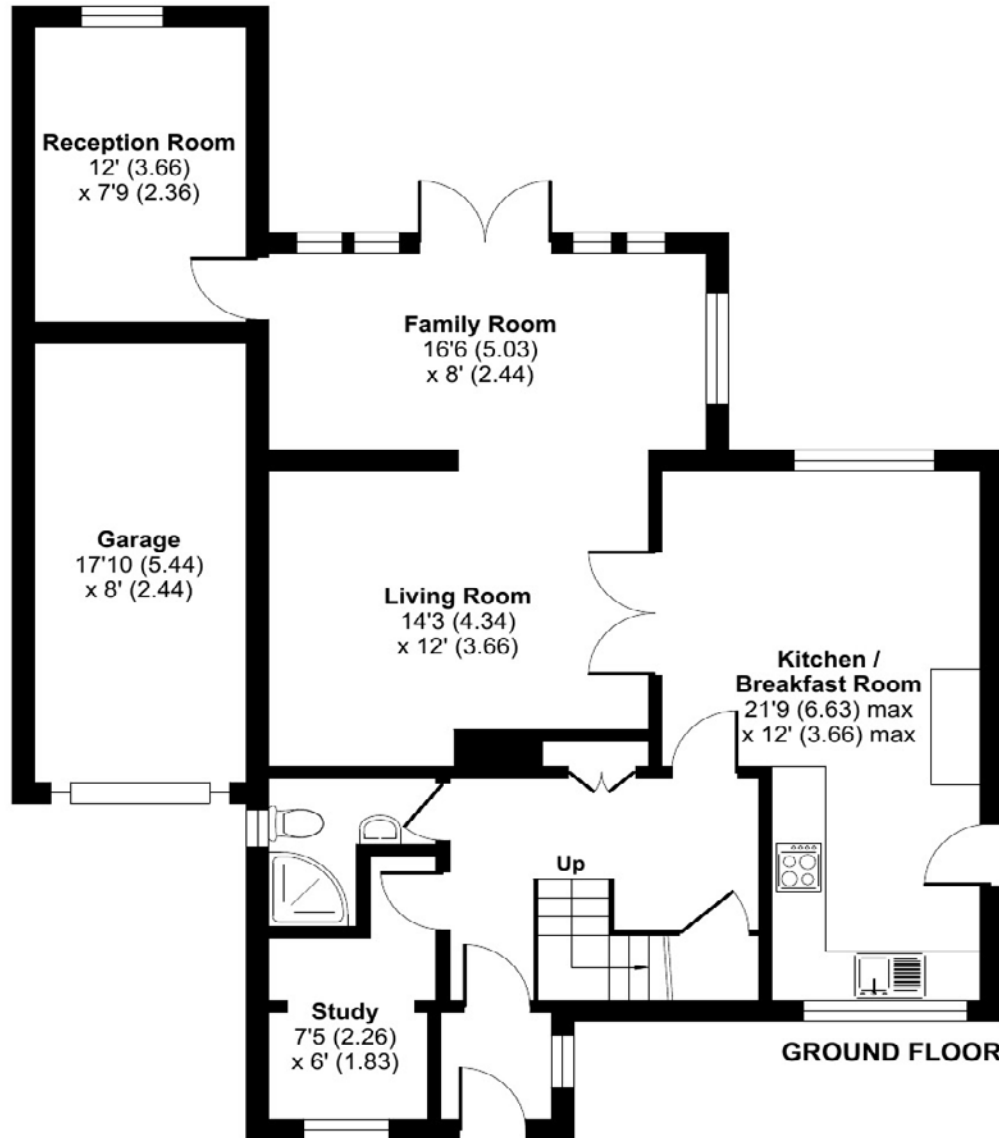 Reception Room
12' (3.66)
x 7'9 (2.36)
Family Room
16'6 (5.03)
x 8' (2.44)
Garage
17'10 (5.44)
x 8' (2.44)
Living Room
14'3 (4.34)
x 12' (3.66)
Kitchen /
Breakfast Room
21'9 (6.63) max
x 12' (3.66) max
Up
Study
7'5 (2.26)
x 6' (1.83)
GROUND FLOOR